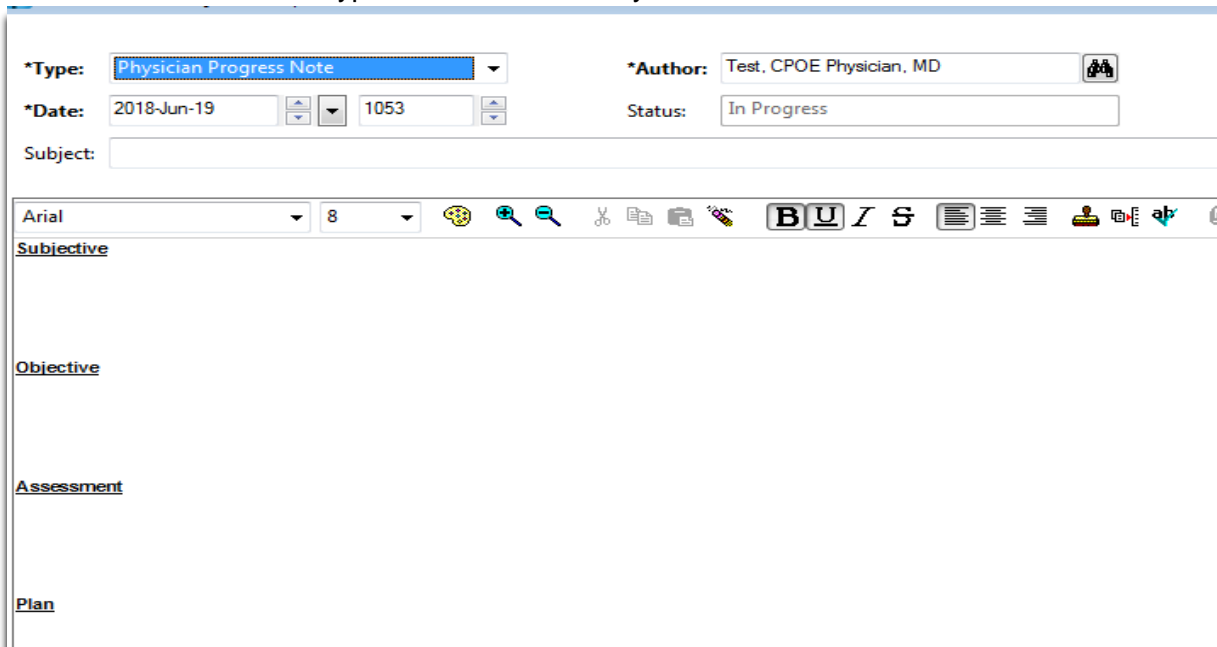 *Type: Physician Progress Note *Author: Test, CPOE Physician, MD
*Date: 2018-Jun-19 1053 Status: In Progress
Subject:
Arial 8 B U I S ab
Subjective
Objective
Assessment
Plan